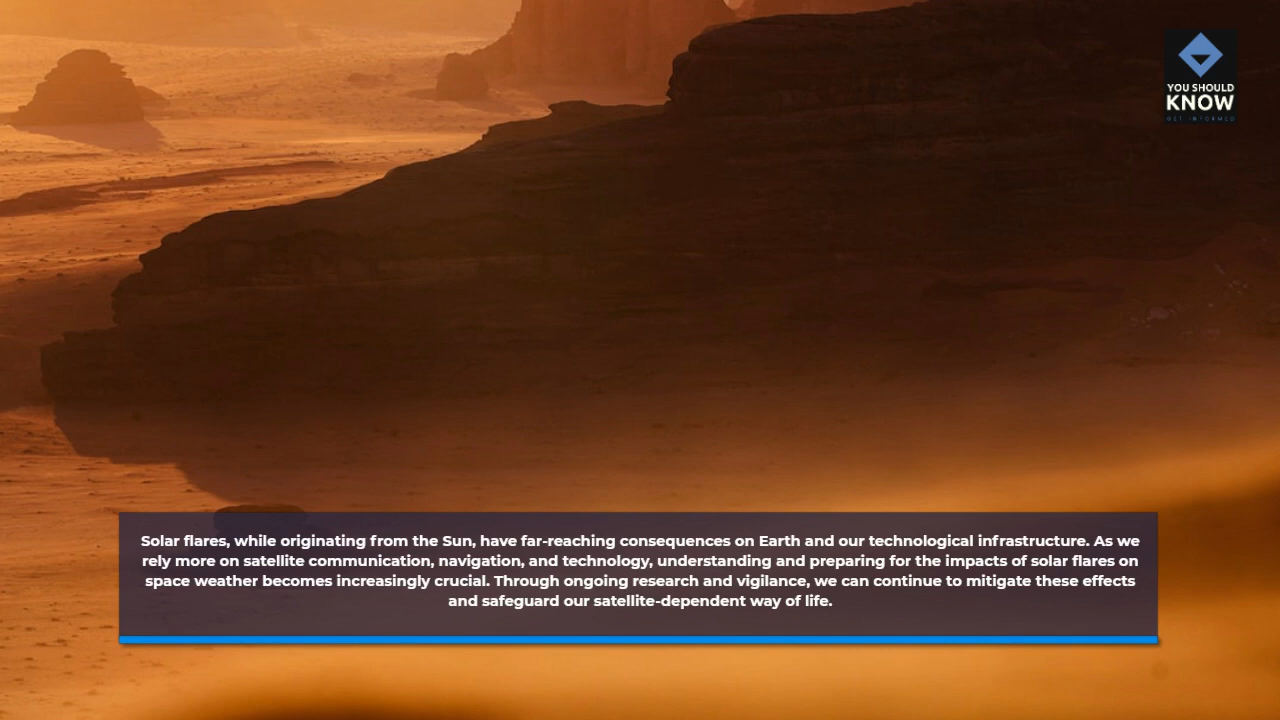 YOU SHOULD
KNOW
GET INFORMED
Solar flares, while originating from the Sun, have far-reaching consequences on Earth and our technological infrastructure. As we
rely more on satellite communication, navigation, and technology, understanding and preparing for the impacts of solar flares on
space weather becomes increasingly crucial. Through ongoing research and vigilance, we can continue to mitigate these effects
and safeguard our satellite-dependent way of life.